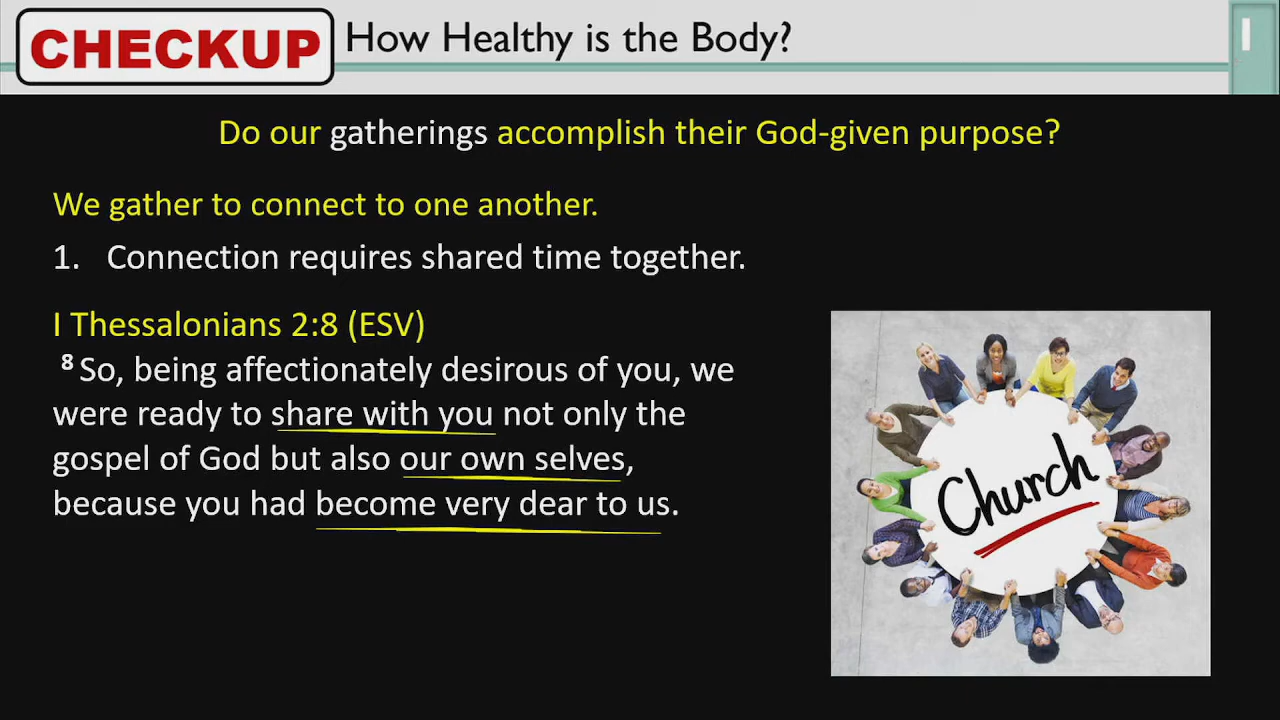 CHECKUP How Healthy is the Body?
Do our gatherings accomplish their God-given purpose?
We gather to connect to one another.
1. Connection requires shared time together.
I Thessalonians 2:8 (ESV)
⁸ So, being affectionately desirous of you, we
were ready to share with you not only the
gospel of God but also our own selves,
because you had become very dear to us.
Church